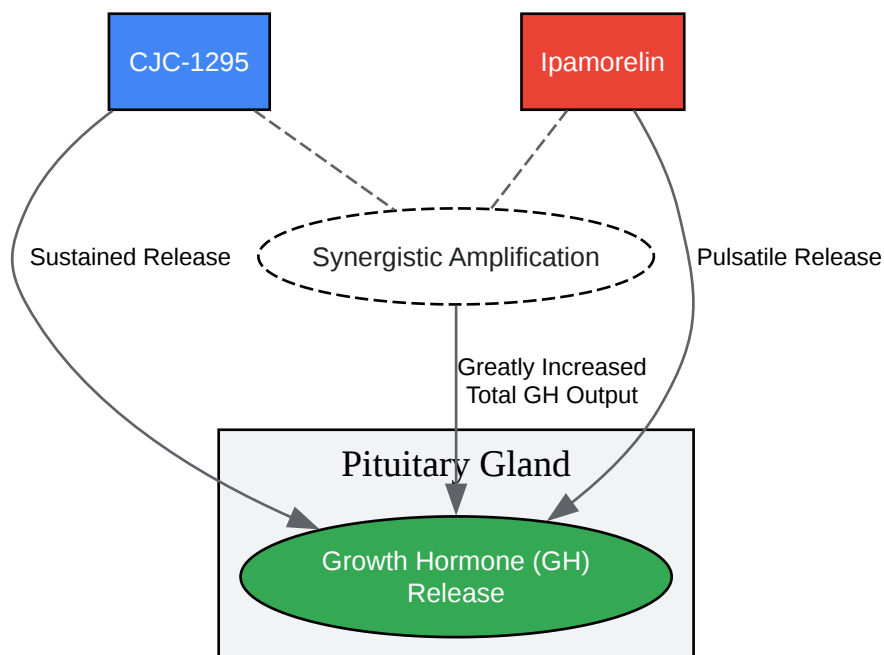 CJC-1295
Ipamorelin
Sustained Release
Synergistic Amplification
Pulsatile Release
Greatly Increased
Total GH Output
Pituitary Gland
Growth Hormone (GH)
Release